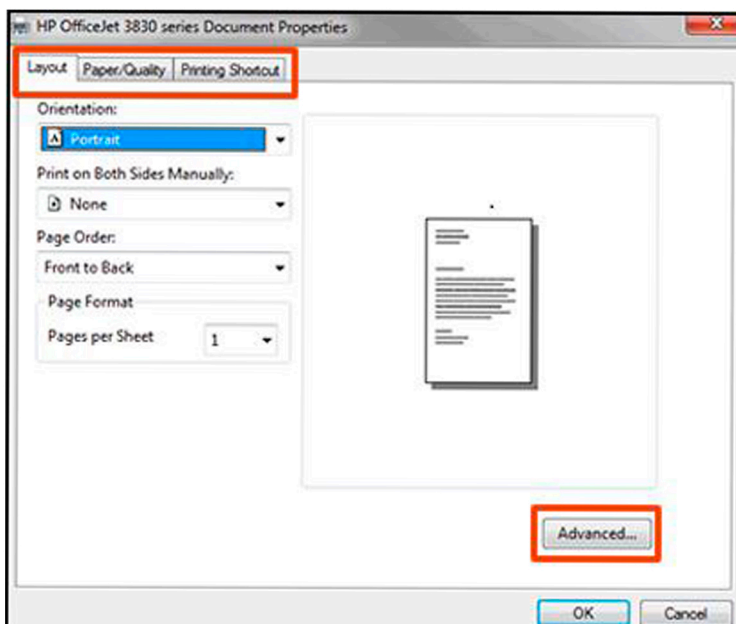 HP OfficeJet 3830 series Document Properties
Layout Paper/Quality Printing Shortcut
Orientation:
Portrait
Print on Both Sides Manually:
None
Page Order:
Front to Back
Page Format
Pages per Sheet 1
Advanced...
OK Cancel